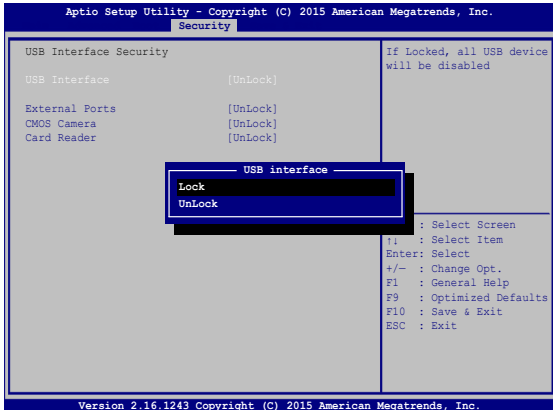 Aptio Setup Utility - Copyright (C) 2015 American Megatrends, Inc.
Security
USB Interface Security
USB Interface [UnLock]
External Ports [UnLock]
CMOS Camera [UnLock]
Card Reader [UnLock]
If Locked, all USB device
will be disabled
USB interface
Lock
UnLock
: Select Screen
↑↓ : Select Item
Enter: Select
+/— : Change Opt.
F1 : General Help
F9 : Optimized Defaults
F10 : Save & Exit
ESC : Exit
Version 2.16.1243 Copyright (C) 2015 American Megatrends, Inc.